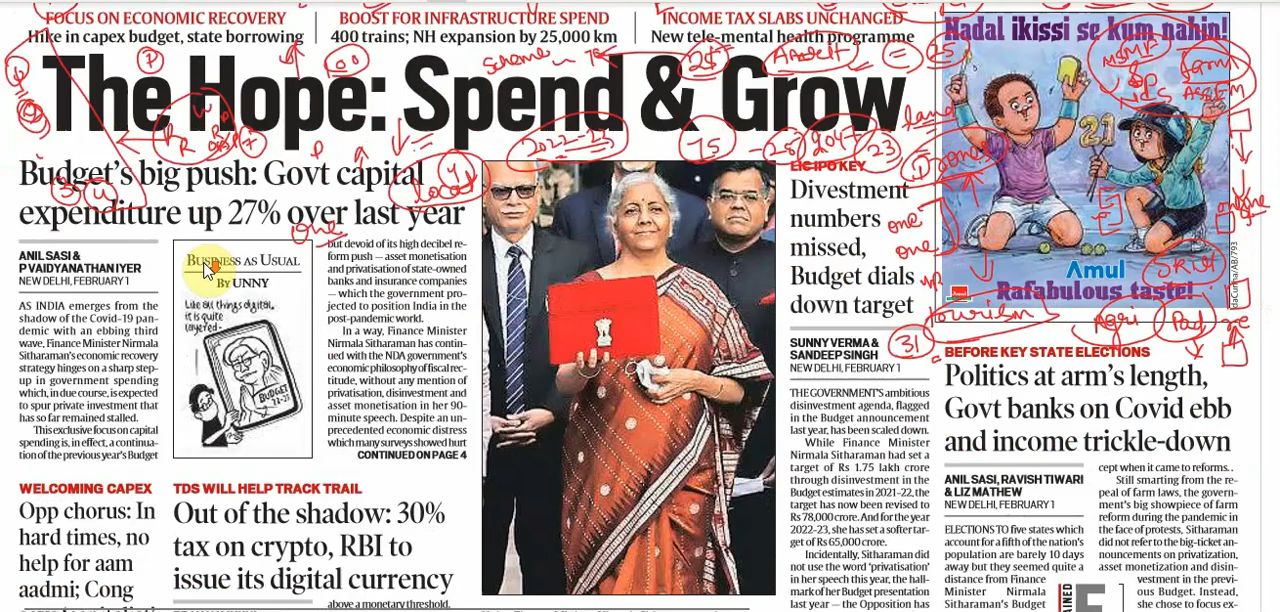 FOCUS ON ECONOMIC RECOVERY
Hike in capex budget, state borrowing
BOOST FOR INFRASTRUCTURE SPEND
400 trains; NH expansion by 25,000 km
INCOME TAX SLABS UNCHANGED
New tele-mental health programme
The Hope: Spend & Grow
Budget's big push: Govt capital
expenditure up 27% over last year
ANIL SASI &
P VAIDYANATHAN IYER
NEW DELHI, FEBRUARY 1
AS INDIA emerges from the
shadow of the Covid-19 pan-
demic with an ebbing third
wave, Finance Minister Nirmala
Sitharaman's economic recovery
strategy hinges on a sharp step-
up in government spending
which, in due course, is expected
to spur private investment that
has so far remained stalled.
This exclusive focus on capital
spending is, in effect, a continua-
tion of the previous year's Budget
BUSINESS AS USUAL
BY UNNY
Like all things digital,
it is quite
layered-
BUDGET
22-23
but devoid of its high decibel re-
form push — asset monetisation
and privatisation of state-owned
banks and insurance companies
— which the government pro-
jected to position India in the
post-pandemic world.
In a way, Finance Minister
Nirmala Sitharaman has contin-
ued with the NDA government's
economic philosophy of fiscal rec-
titude, without any mention of
privatisation, disinvestment and
asset monetisation in her 90-
minute speech. Despite an un-
precedented economic distress
which many surveys showed hurt
CONTINUED ON PAGE 4
WELCOMING CAPEX
Opp chorus: In
hard times, no
help for aam
aadmi; Cong
TDS WILL HELP TRACK TRAIL
Out of the shadow: 30%
tax on crypto, RBI to
issue its digital currency
above a monetary threshold.
LIC IPO KEY
Divestment
numbers
missed,
Budget dials
down target
SUNNY VERMA &
SANDEEP SINGH
NEW DELHI, FEBRUARY 1
THE GOVERNMENT'S ambitious
disinvestment agenda, flagged
in the Budget announcement
last year, has been scaled down.
While Finance Minister
Nirmala Sitharaman had set a
target of Rs 1.75 lakh crore
through disinvestment in the
Budget estimates in 2021-22, the
target has now been revised to
Rs 78,000 crore. And for the year
2022-23, she has set a softer tar-
get of Rs 65,000 crore.
Incidentally, Sitharaman did
not use the word 'privatisation'
in her speech this year, the hall-
mark of her Budget presentation
last year — the Opposition has
Nadal ikissi se kum nahin!
21
Amul
Rafabulous taste!
daCunha/AB/793
BEFORE KEY STATE ELECTIONS
Politics at arm's length,
Govt banks on Covid ebb
and income trickle-down
ANIL SASI, RAVISH TIWARI
& LIZ MATHEW
NEW DELHI, FEBRUARY 1
ELECTIONS TO five states which
account for a fifth of the nation's
population are barely 10 days
away but they seemed quite a
distance from Finance
Minister Nirmala
Sitharaman's Budget
cept when it came to reforms. .
Still smarting from the re-
peal of farm laws, the govern-
ment's big showpiece of farm
reform during the pandemic in
the face of protests, Sitharaman
did not refer to the big-ticket an-
nouncements on privatization,
asset monetization and disin-
vestment in the previ-
ous Budget. Instead,
she chose to focus ex-
scheme
2022-23
75
25
2047
23
land
Drones
local
one
one
one
Skill
Tourism
Agri
31